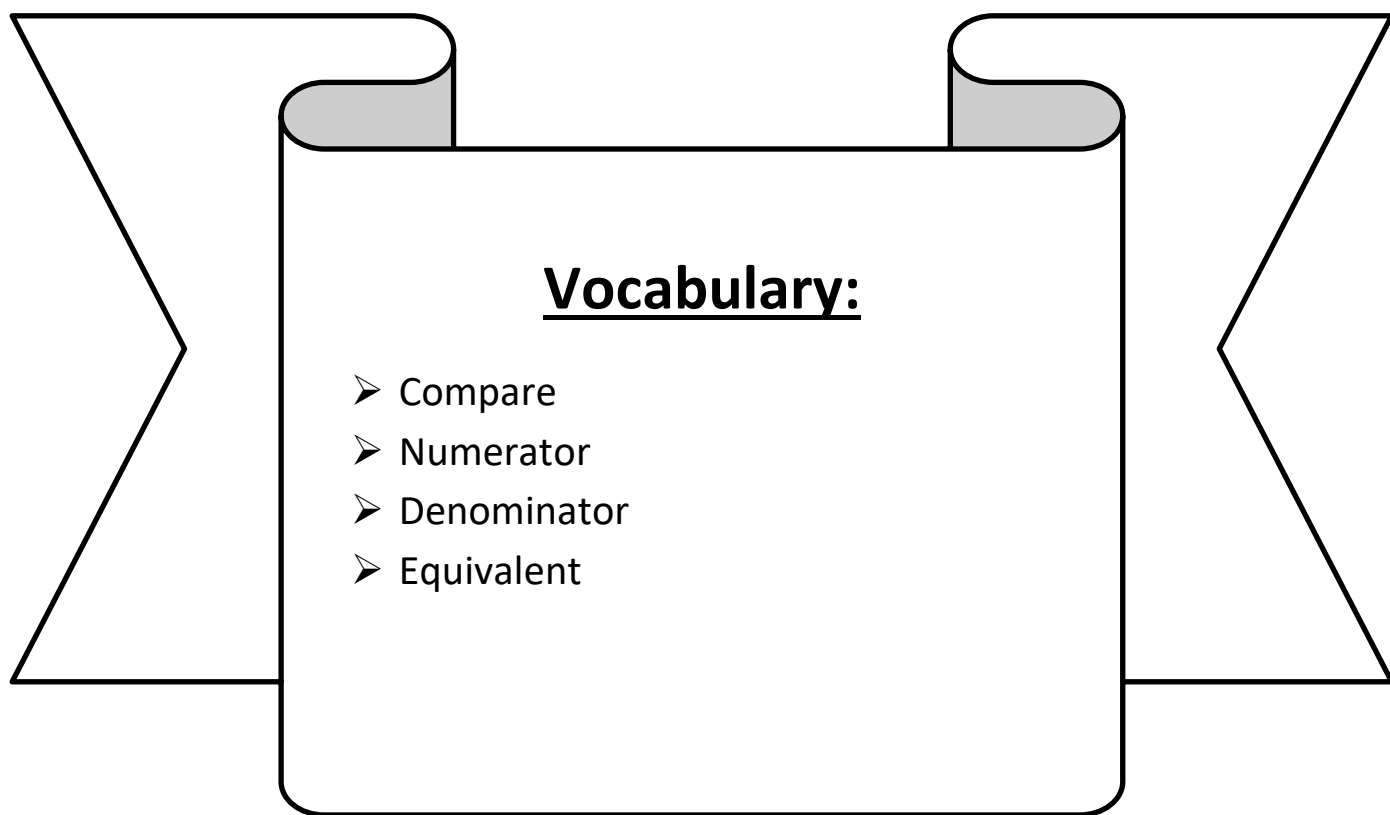 Vocabulary:
➢ Compare
➢ Numerator
➢ Denominator
➢ Equivalent